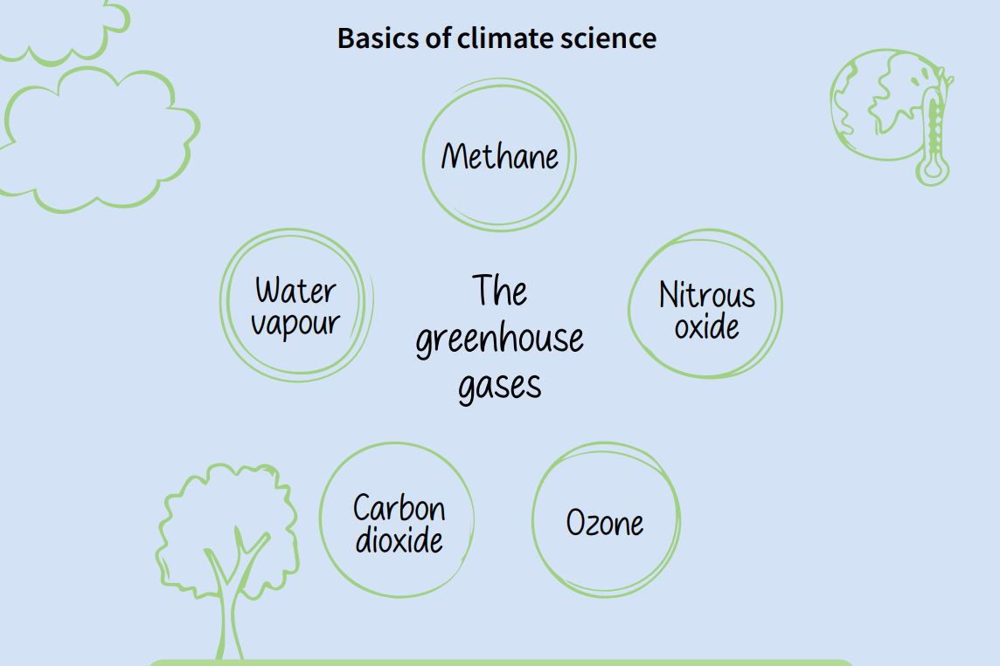 Basics of climate science
Methane
Water
vapour
The
greenhouse
gases
Nitrous
oxide
Carbon
dioxide
Ozone